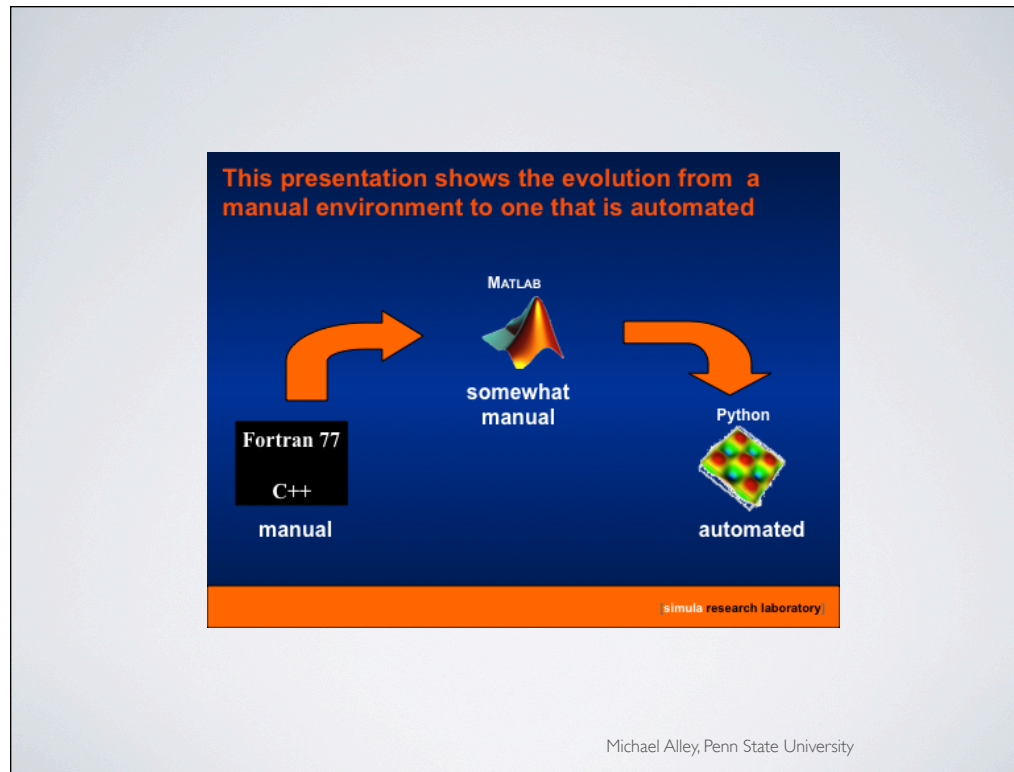 This presentation shows the evolution from a
manual environment to one that is automated
MATLAB
somewhat
manual
Fortran 77
C++
manual
Python
automated
[simula research laboratory]
Michael Alley, Penn State University